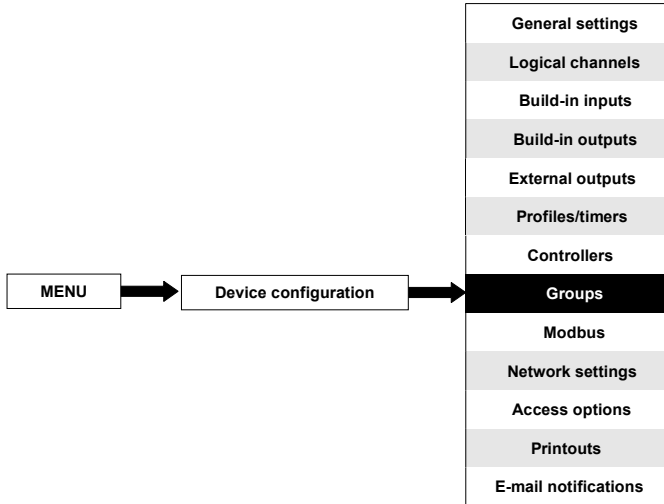 General settings
Logical channels
Build-in inputs
Build-in outputs
External outputs
Profiles/timers
Controllers
MENU
Device configuration
Groups
Modbus
Network settings
Access options
Printouts
E-mail notifications